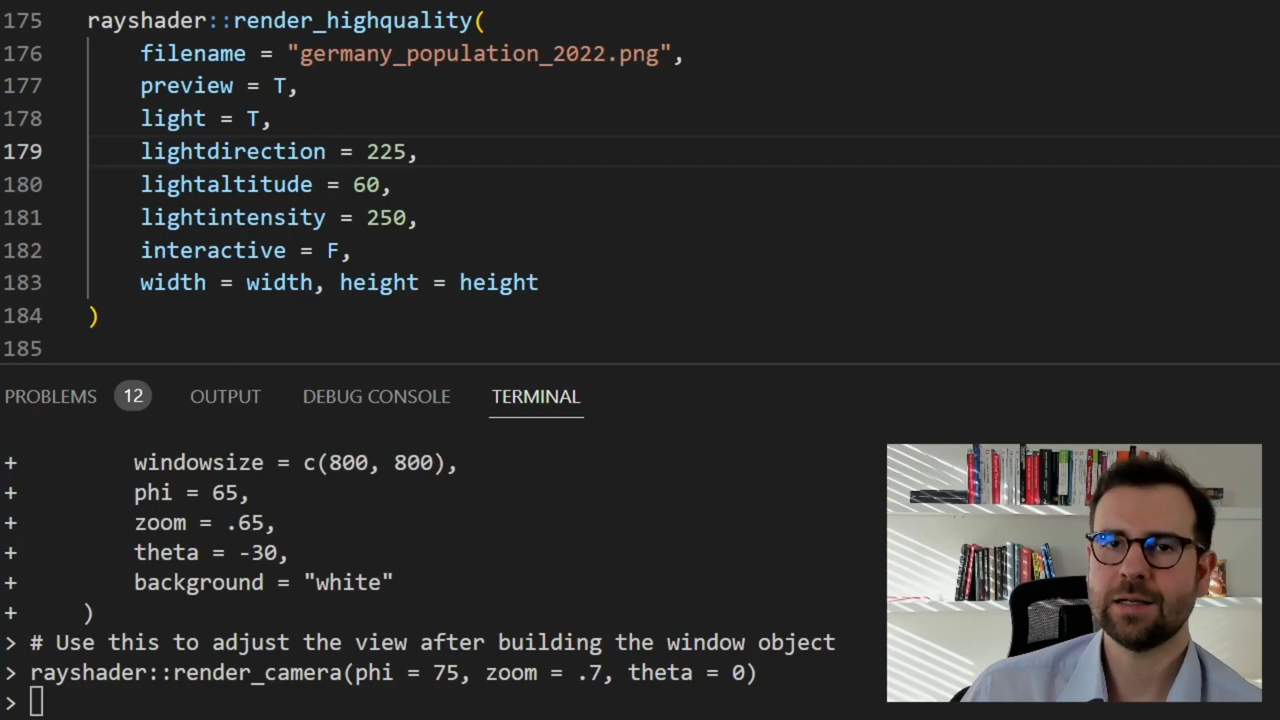 175 rayshader::render_highquality(
176 filename = "germany_population_2022.png",
177 preview = T,
178 light = T,
179 lightdirection = 225,
180 lightaltitude = 60,
181 lightintensity = 250,
182 interactive = F,
183 width = width, height = height
184 )
185
PROBLEMS 12 OUTPUT DEBUG CONSOLE TERMINAL
+ windowsize = c(800, 800),
+ phi = 65,
+ zoom = .65,
+ theta = -30,
+ background = "white"
+ )
> # Use this to adjust the view after building the window object
> rayshader::render_camera(phi = 75, zoom = .7, theta = 0)
>